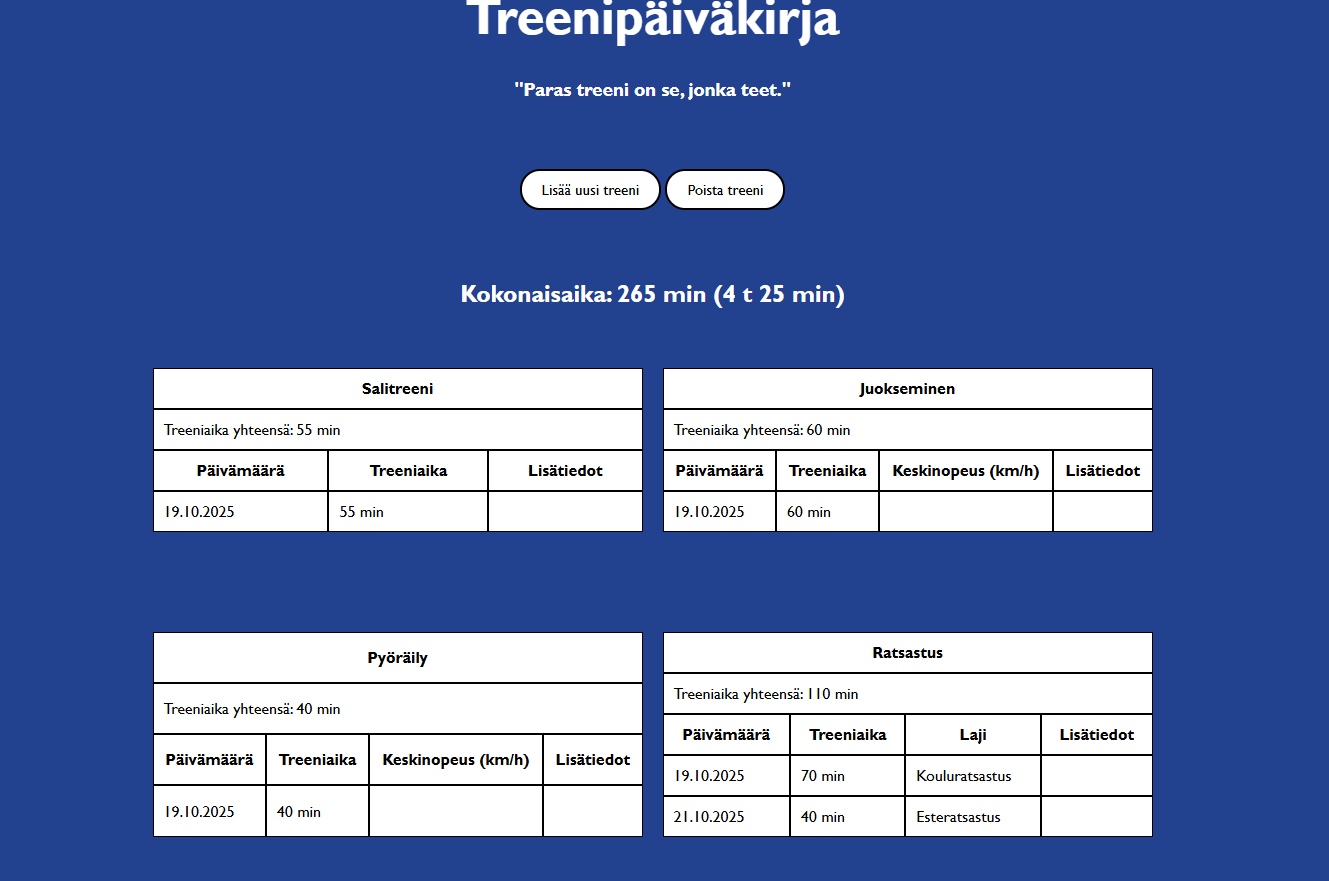 Treenipäiväkirja
"Paras treeni on se, jonka teet."
Lisää uusi treeni Poista treeni
Kokonaisaika: 265 min (4 t 25 min)
Salitreeni
Treeniaika yhteensä: 55 min
Päivämäärä Treeniaika Lisätiedot
19.10.2025 55 min
Juokseminen
Treeniaika yhteensä: 60 min
Päivämäärä Treeniaika Keskinopeus (km/h) Lisätiedot
19.10.2025 60 min
Pyöräily
Treeniaika yhteensä: 40 min
Päivämäärä Treeniaika Keskinopeus (km/h) Lisätiedot
19.10.2025 40 min
Ratsastus
Treeniaika yhteensä: 110 min
Päivämäärä Treeniaika Laji Lisätiedot
19.10.2025 70 min Kouluratsastus
21.10.2025 40 min Esteratsastus